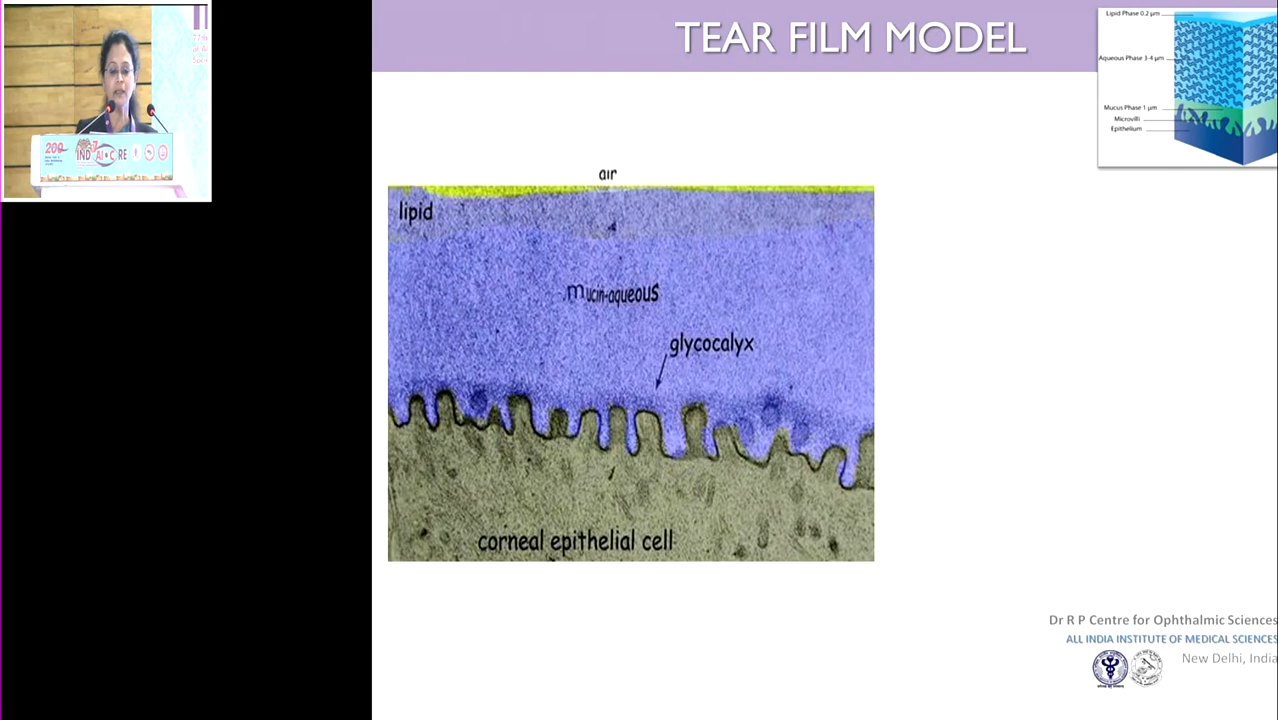 TEAR FILM MODEL
Lipid Phase 0.2 µm
Aqueous Phase 3-4 µm
Mucus Phase 1 µm
Microvilli
Epithelium
air
lipid
mucin-aqueous
glycocalyx
corneal epithelial cell
Dr R P Centre for Ophthalmic Sciences
ALL INDIA INSTITUTE OF MEDICAL SCIENCES
New Delhi, India